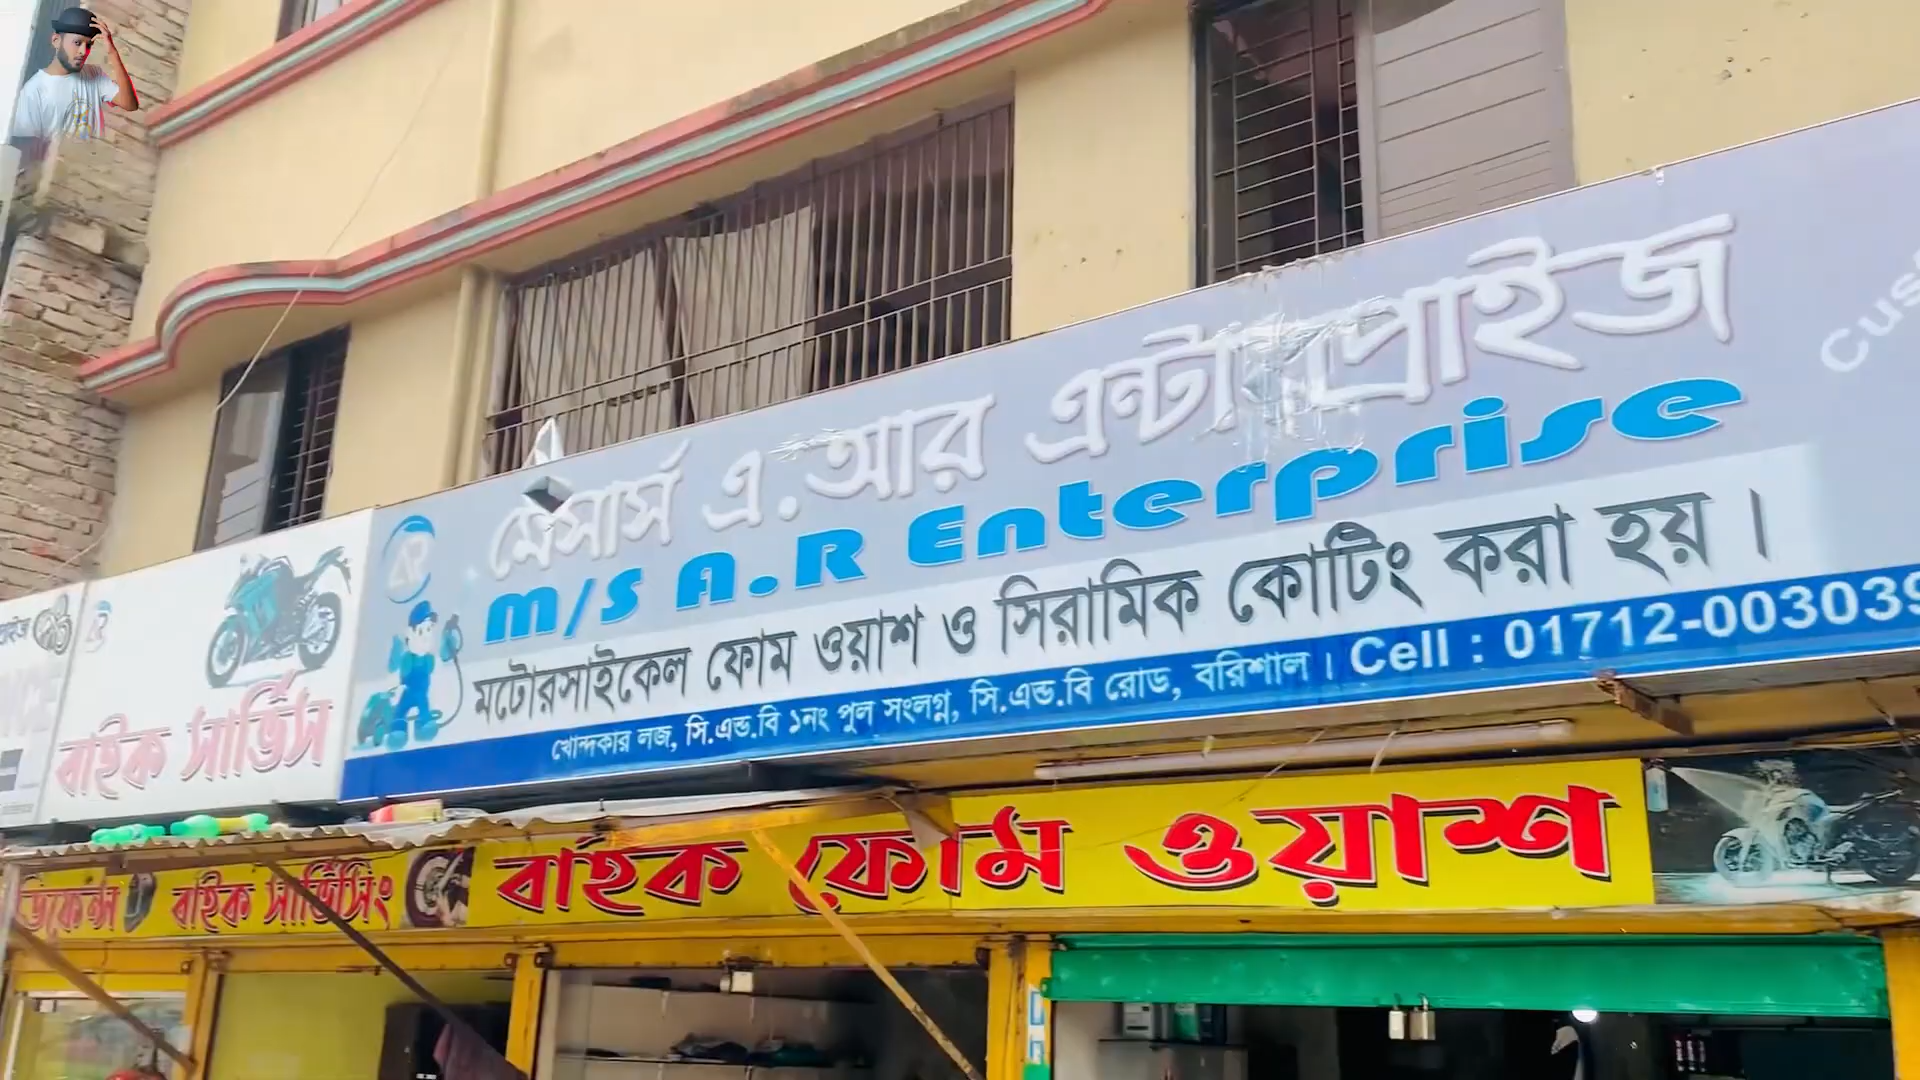 মেসার্স এ.আর এন্টারপ্রাইজ
M/S A.R Enterprise
মটোরসাইকেল ফোম ওয়াশ ও সিরামিক কোটিং করা হয় ।
খোন্দকার লজ, সি.এন্ড.বি ১নং পুল সংলগ্ন, সি.এন্ড.বি রোড, বরিশাল । Cell : 01712-003039
বাইক সার্ভিস
বাইক সার্ভিসিং
বাইক ফোম ওয়াশ